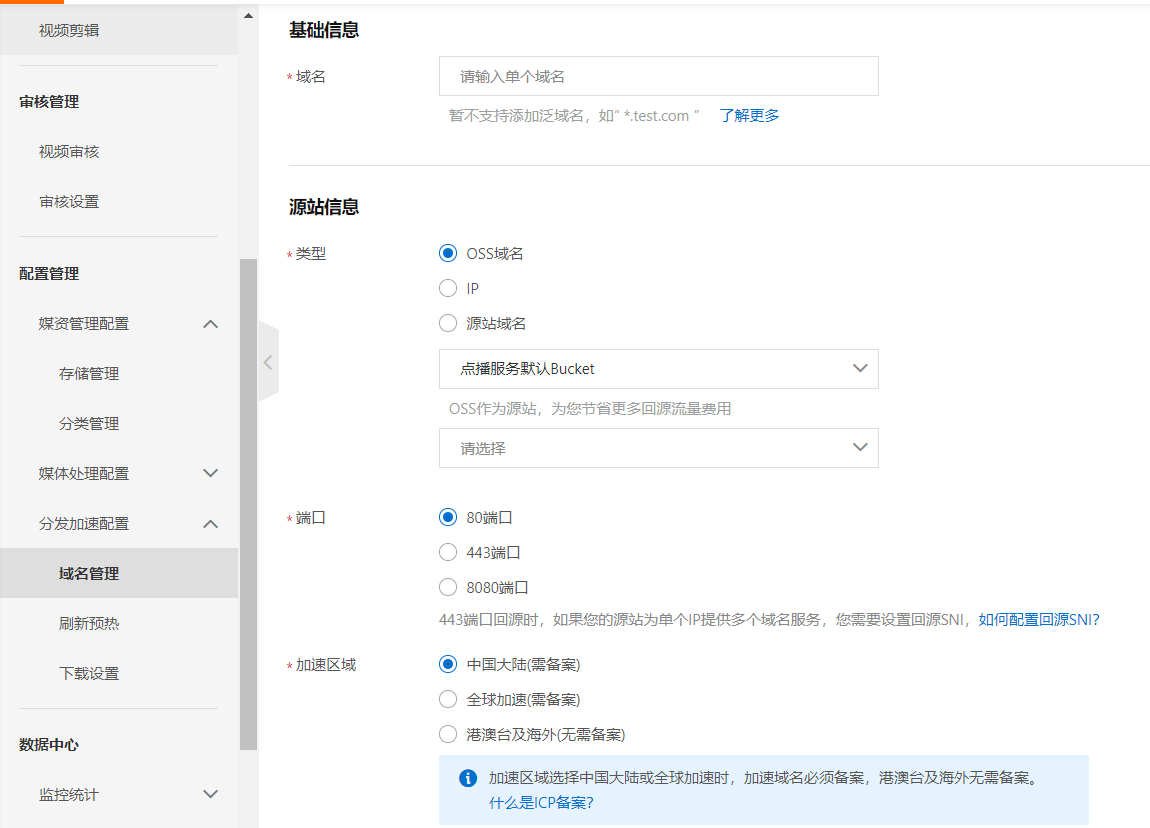 视频剪辑
审核管理
视频审核
审核设置
配置管理
媒资管理配置
存储管理
分类管理
媒体处理配置
分发加速配置
域名管理
刷新预热
下载设置
数据中心
监控统计
基础信息
* 域名
请输入单个域名
暂不支持添加泛域名，如“ *.test.com ” 了解更多
源站信息
* 类型
OSS域名
IP
源站域名
点播服务默认Bucket
OSS作为源站，为您节省更多回源流量费用
请选择
* 端口
80端口
443端口
8080端口
443端口回源时，如果您的源站为单个IP提供多个域名服务，您需要设置回源SNI，如何配置回源SNI？
* 加速区域
中国大陆(需备案)
全球加速(需备案)
港澳台及海外(无需备案)
加速区域选择中国大陆或全球加速时，加速域名必须备案，港澳台及海外无需备案。
什么是ICP备案？